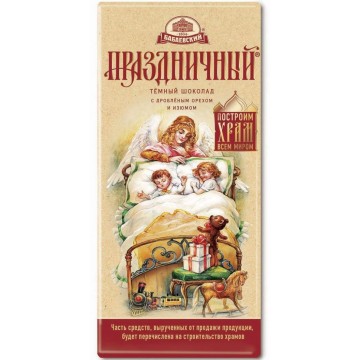 БАБАЕВСКИЙ
ПРАЗДНИЧНЫЙ®
ТЁМНЫЙ ШОКОЛАД
С ДРОБЛЁНЫМ ОРЕХОМ
И ИЗЮМОМ
ПОСТРОИМ
ХРАМ
ВСЕМ МИРОМ
Часть средств, вырученных от продажи продукции,
будет перечислена на строительство храмов